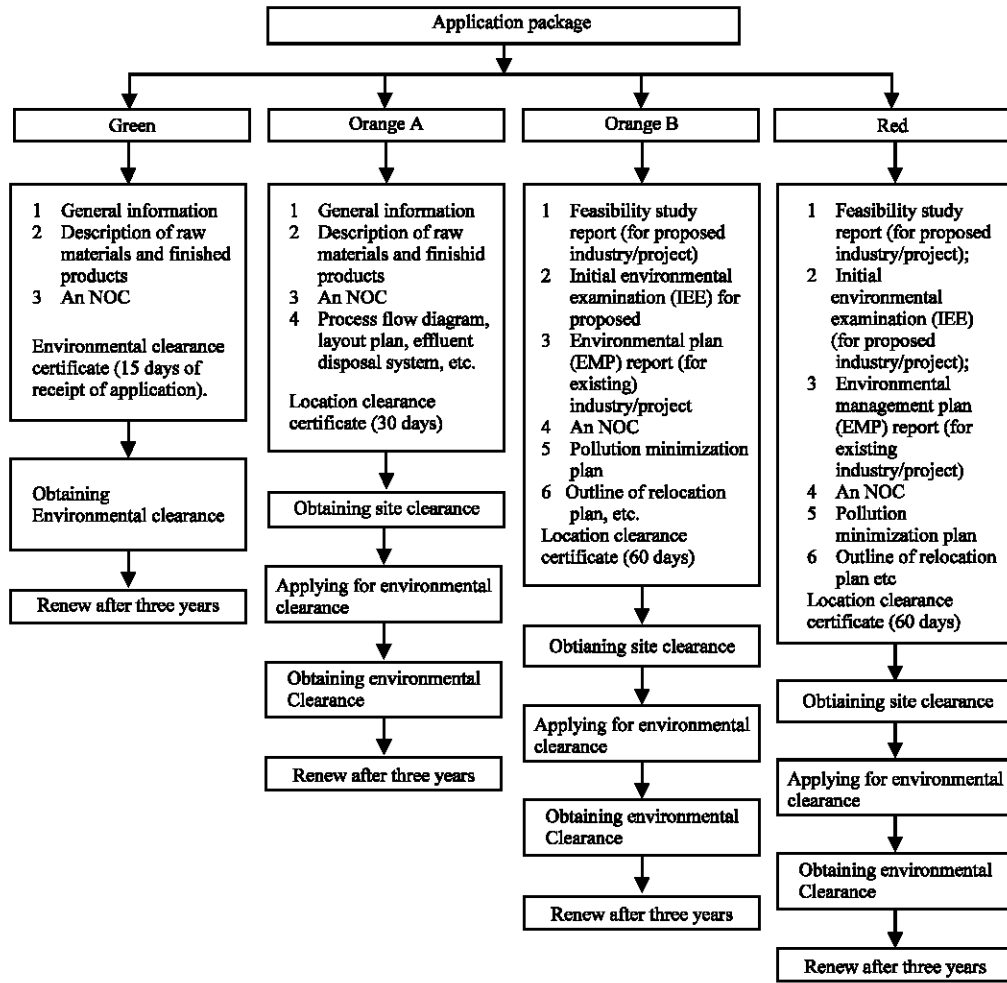 Application package
Green
Orange A
Orange B
Red
1 General information
2 Description of raw
materials and finished
products
3 An NOC
Environmental clearance
certificate (15 days of
receipt of application).
Obtaining
Environmental clearance
Renew after three years
1 General information
2 Description of raw
materials and finishid
products
3 An NOC
4 Process flow diagram,
layout plan, effluent
disposal system, etc.
Location clearance
certificate (30 days)
Obtaining site clearance
Applying for environmental
clearance
Obtaining environmental
Clearance
Renew after three years
1 Feasibility study
report (for proposed
industry/project)
2 Initial environmental
examination (IEE) for
proposed
3 Environmental plan
(EMP) report (for
existing)
industry/project
4 An NOC
5 Pollution minimization
plan
6 Outline of relocation
plan, etc.
Location clearance
certificate (60 days)
Obtianing site clearance
Applying for environmental
clearance
Obtaining environmental
Clearance
Renew after three years
1 Feasibility study
report (for proposed
industry/project);
2 Initial
environmental
examination (IEE)
(for proposed
industry/project);
3 Environmental
management plan
(EMP) report (for
existing
industry/project)
4 An NOC
5 Pollution
minimization plan
6 Outline of relocation
plan etc
Location clearance
certificate (60 days)
Obtiaining site clearance
Applying for environmental
clearance
Obtaining environmental
Clearance
Renew after three years